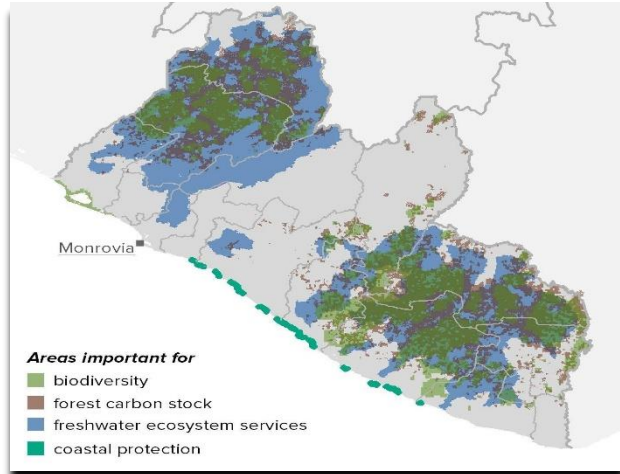 Monrovia
Areas important for
biodiversity
forest carbon stock
freshwater ecosystem services
coastal protection